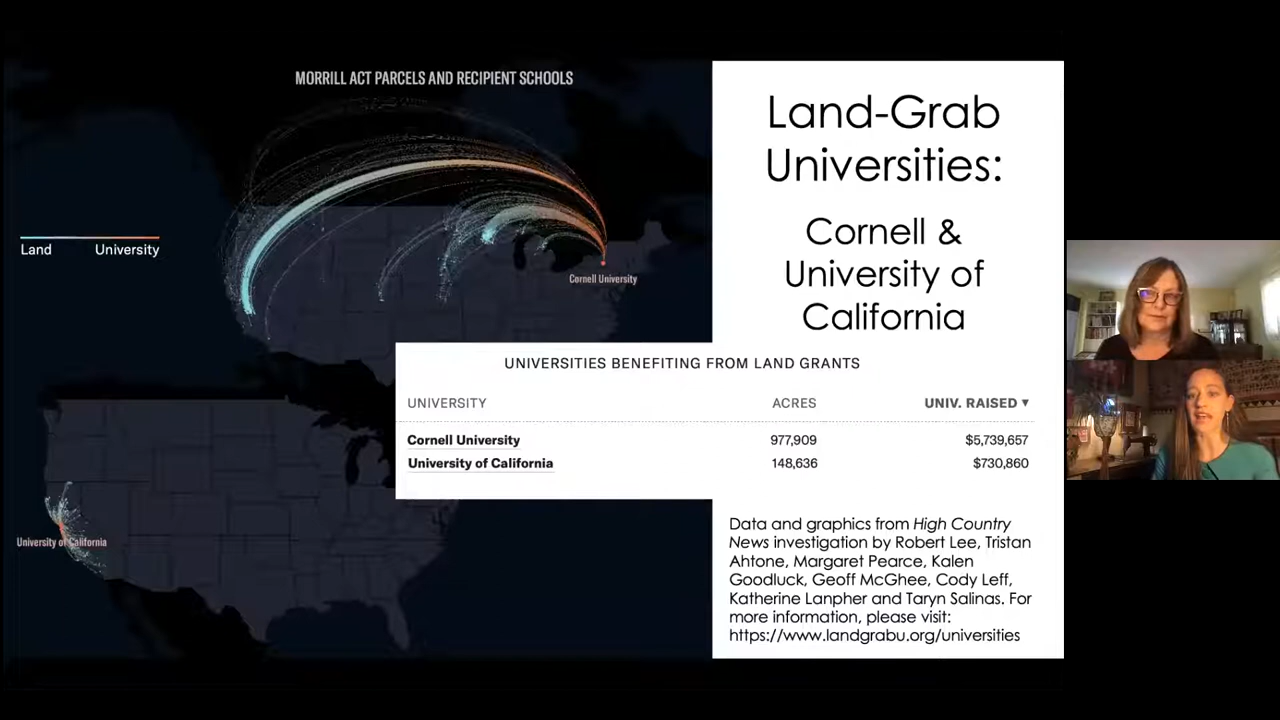 MORRILL ACT PARCELS AND RECIPIENT SCHOOLS
Land
University
Cornell University
University of California
Land-Grab
Universities:
Cornell &
University of
California
UNIVERSITIES BENEFITING FROM LAND GRANTS
UNIVERSITY ACRES UNIV. RAISED ▼
Cornell University 977,909 $5,739,657
University of California 148,636 $730,860
Data and graphics from High Country
News investigation by Robert Lee, Tristan
Ahtone, Margaret Pearce, Kalen
Goodluck, Geoff McGhee, Cody Leff,
Katherine Lanpher and Taryn Salinas. For
more information, please visit:
https://www.landgrabu.org/universities